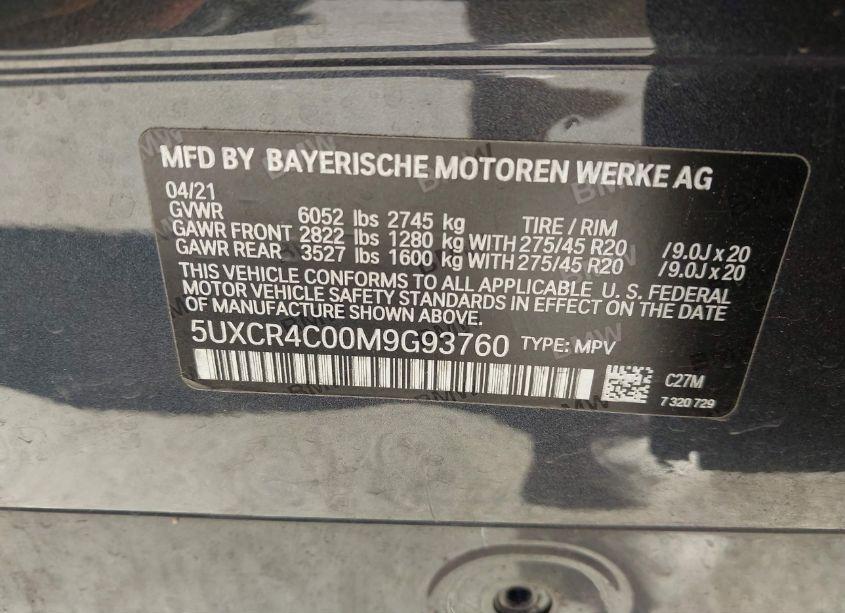 MFD BY BAYERISCHE MOTOREN WERKE AG
04/21
GVWR 6052 lbs 2745 kg TIRE / RIM
GAWR FRONT 2822 lbs 1280 kg WITH 275/45 R20 /9.0J x 20
GAWR REAR 3527 lbs 1600 kg WITH 275/45 R20 /9.0J x 20
THIS VEHICLE CONFORMS TO ALL APPLICABLE U. S. FEDERAL
MOTOR VEHICLE SAFETY STANDARDS IN EFFECT ON THE DATE
OF MANUFACTURE SHOWN ABOVE.
5UXCR4C00M9G93760 TYPE: MPV
C27M
7 320 729